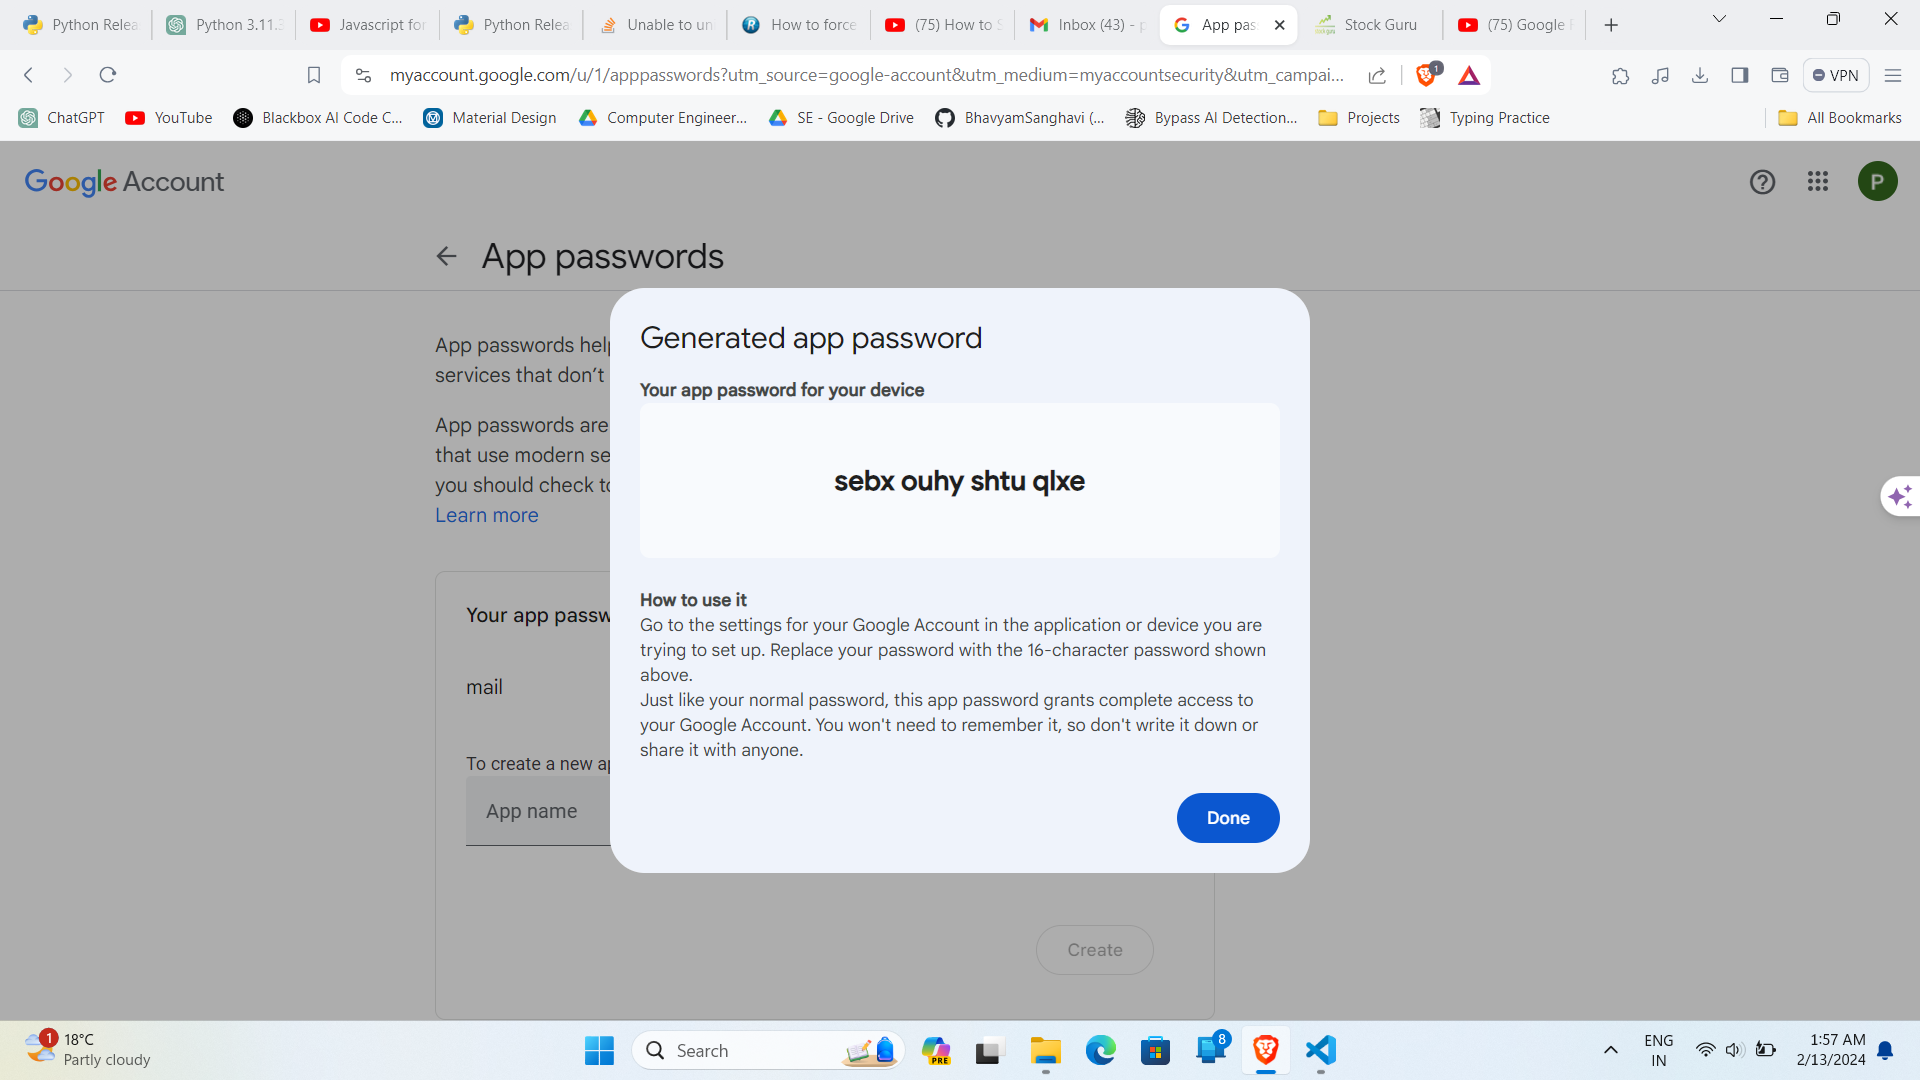 Python Relea
Python 3.11.3
Javascript for
Python Relea
Unable to un
How to force
(75) How to S
Inbox (43) - p
App pas
Stock Guru
(75) Google F
myaccount.google.com/u/1/apppasswords?utm_source=google-account&utm_medium=myaccountsecurity&utm_campai...
1
VPN
ChatGPT
YouTube
Blackbox AI Code C...
Material Design
Computer Engineer...
SE - Google Drive
BhavyamSanghavi (...
Bypass AI Detection...
Projects
Typing Practice
All Bookmarks
Google Account
P
App passwords
App passwords help
services that don't
App passwords are
that use modern se
you should check to
Learn more
Your app passw
mail
To create a new ap
App name
Create
Generated app password
Your app password for your device
sebx ouhy shtu qlxe
How to use it
Go to the settings for your Google Account in the application or device you are
trying to set up. Replace your password with the 16-character password shown
above.
Just like your normal password, this app password grants complete access to
your Google Account. You won't need to remember it, so don't write it down or
share it with anyone.
Done
1
18°C
Partly cloudy
Search
PRE
8
ENG
IN
1:57 AM
2/13/2024